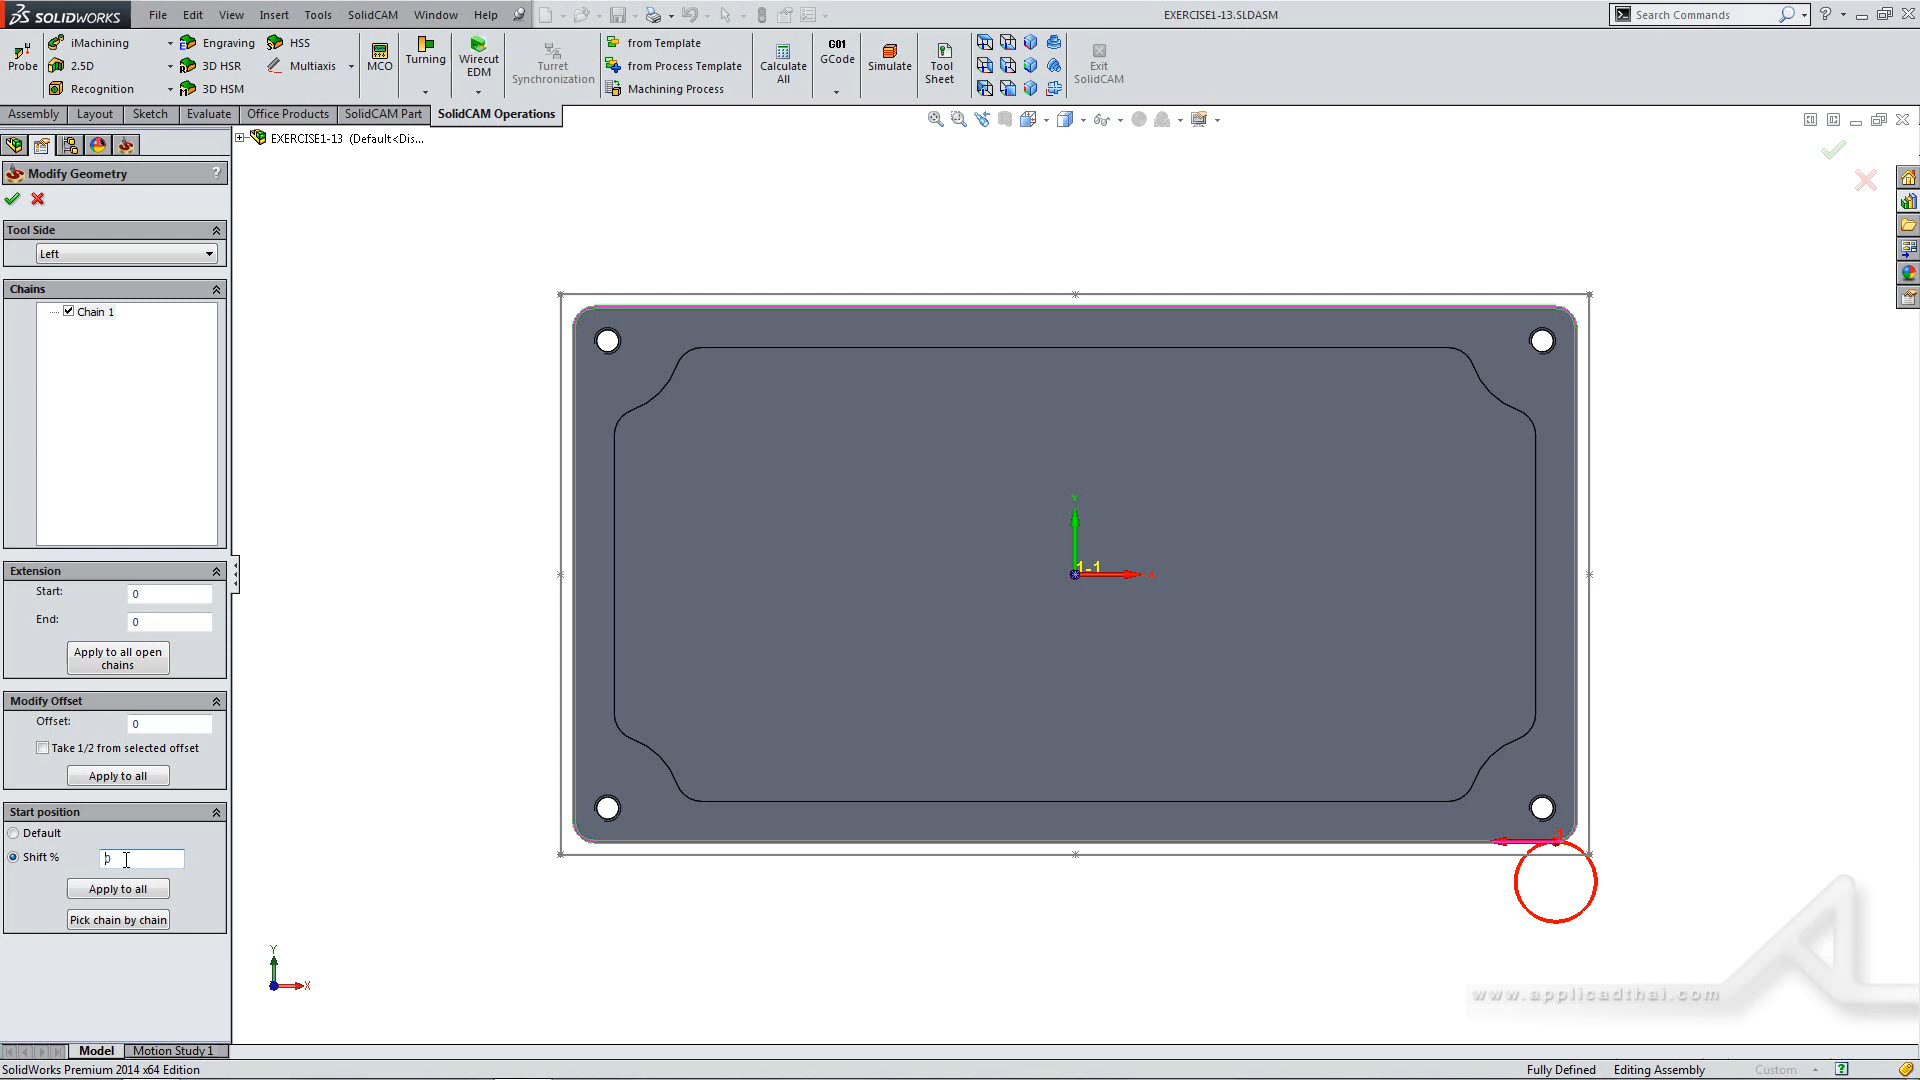 SOLIDWORKS File Edit View Insert Tools SolidCAM Window Help EXERCISE1-13.SLDASM Search Commands
Probe iMachining 2.5D Recognition Engraving 3D HSR 3D HSM HSS Multiaxis MCO Turning Wirecut EDM Turret Synchronization from Template from Process Template Machining Process Calculate All G01 GCode Simulate Tool Sheet Exit SolidCAM
Assembly Layout Sketch Evaluate Office Products SolidCAM Part SolidCAM Operations
EXERCISE1-13 (Default<Dis...
Modify Geometry ?
Tool Side
Left
Chains
Chain 1
Extension
Start: 0
End: 0
Apply to all open chains
Modify Offset
Offset: 0
Take 1/2 from selected offset
Apply to all
Start position
Default
Shift % 0
Apply to all
Pick chain by chain
Y
1-1
X
1
Y
X
www.applicadthai.com
Model Motion Study 1
SolidWorks Premium 2014 x64 Edition Fully Defined Editing Assembly Custom